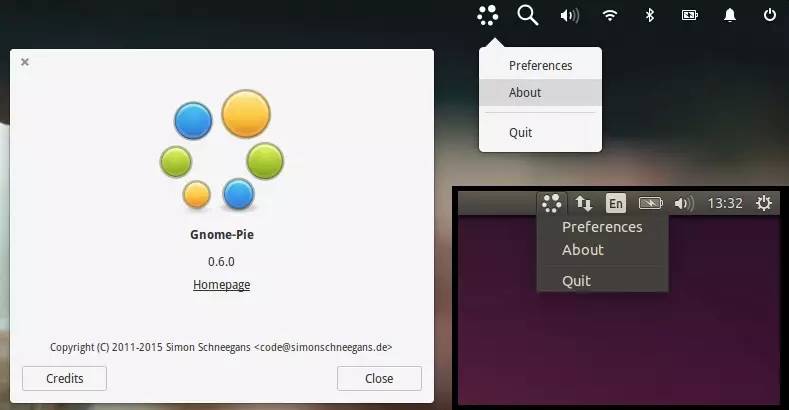 Preferences
About
Quit
Gnome-Pie
0.6.0
Homepage
Copyright (C) 2011-2015 Simon Schneegans <code@simonschneegans.de>
Credits
Close
En
13:32
Preferences
About
Quit